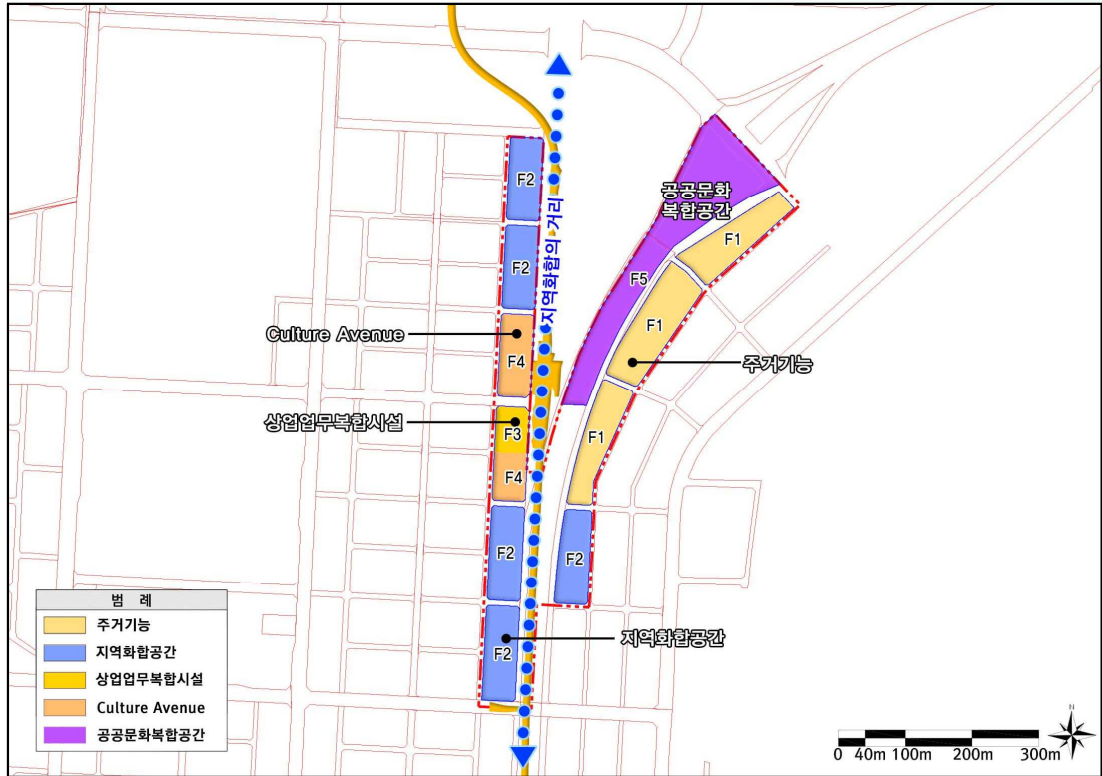 F2
지역화합의 거리
공공문화
복합공간
F1
F2
F5
Culture Avenue
F1
F4
주거기능
상업업무복합시설
F3
F1
F4
F2
F2
지역화합공간
F2
범 례
주거기능
지역화합공간
상업업무복합시설
Culture Avenue
공공문화복합공간
N
0 40m 100m 200m 300m